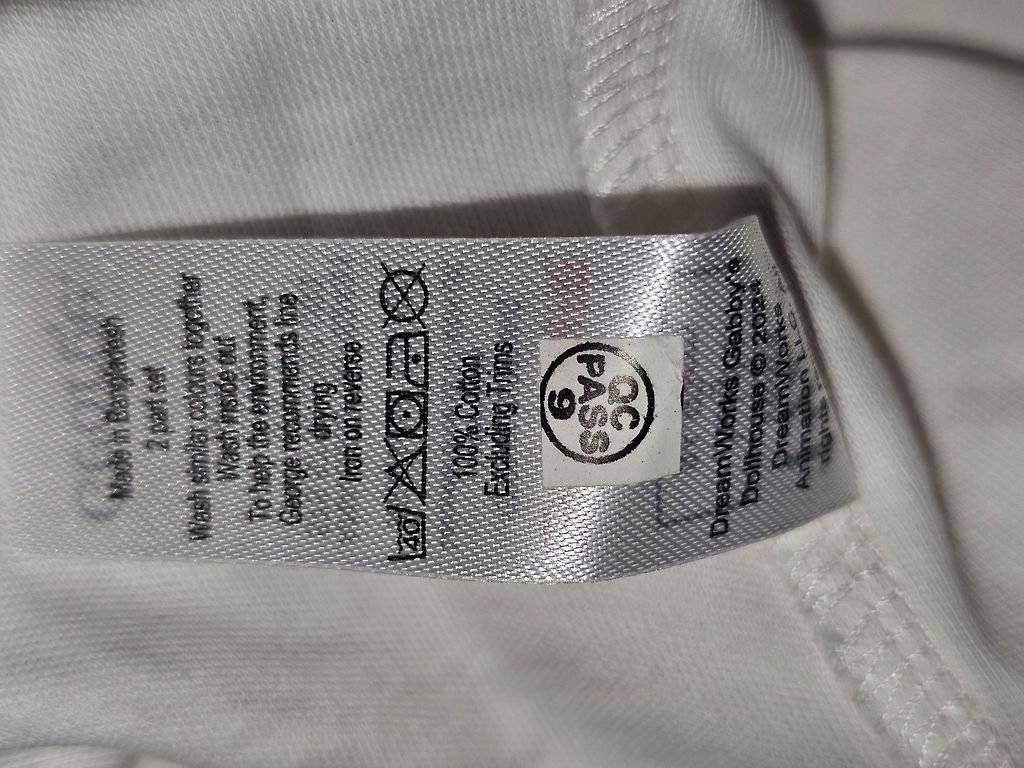 Made in Bangladesh
2 part set
Wash similar colours together
Wash inside out
To help the environment,
George recommends line
drying
Iron on reverse
40
100% Cotton
Excluding Trims
QC
PASS
9
DreamWorks Gabby's
Dollhouse © 2024
DreamWorks
Animation LLC